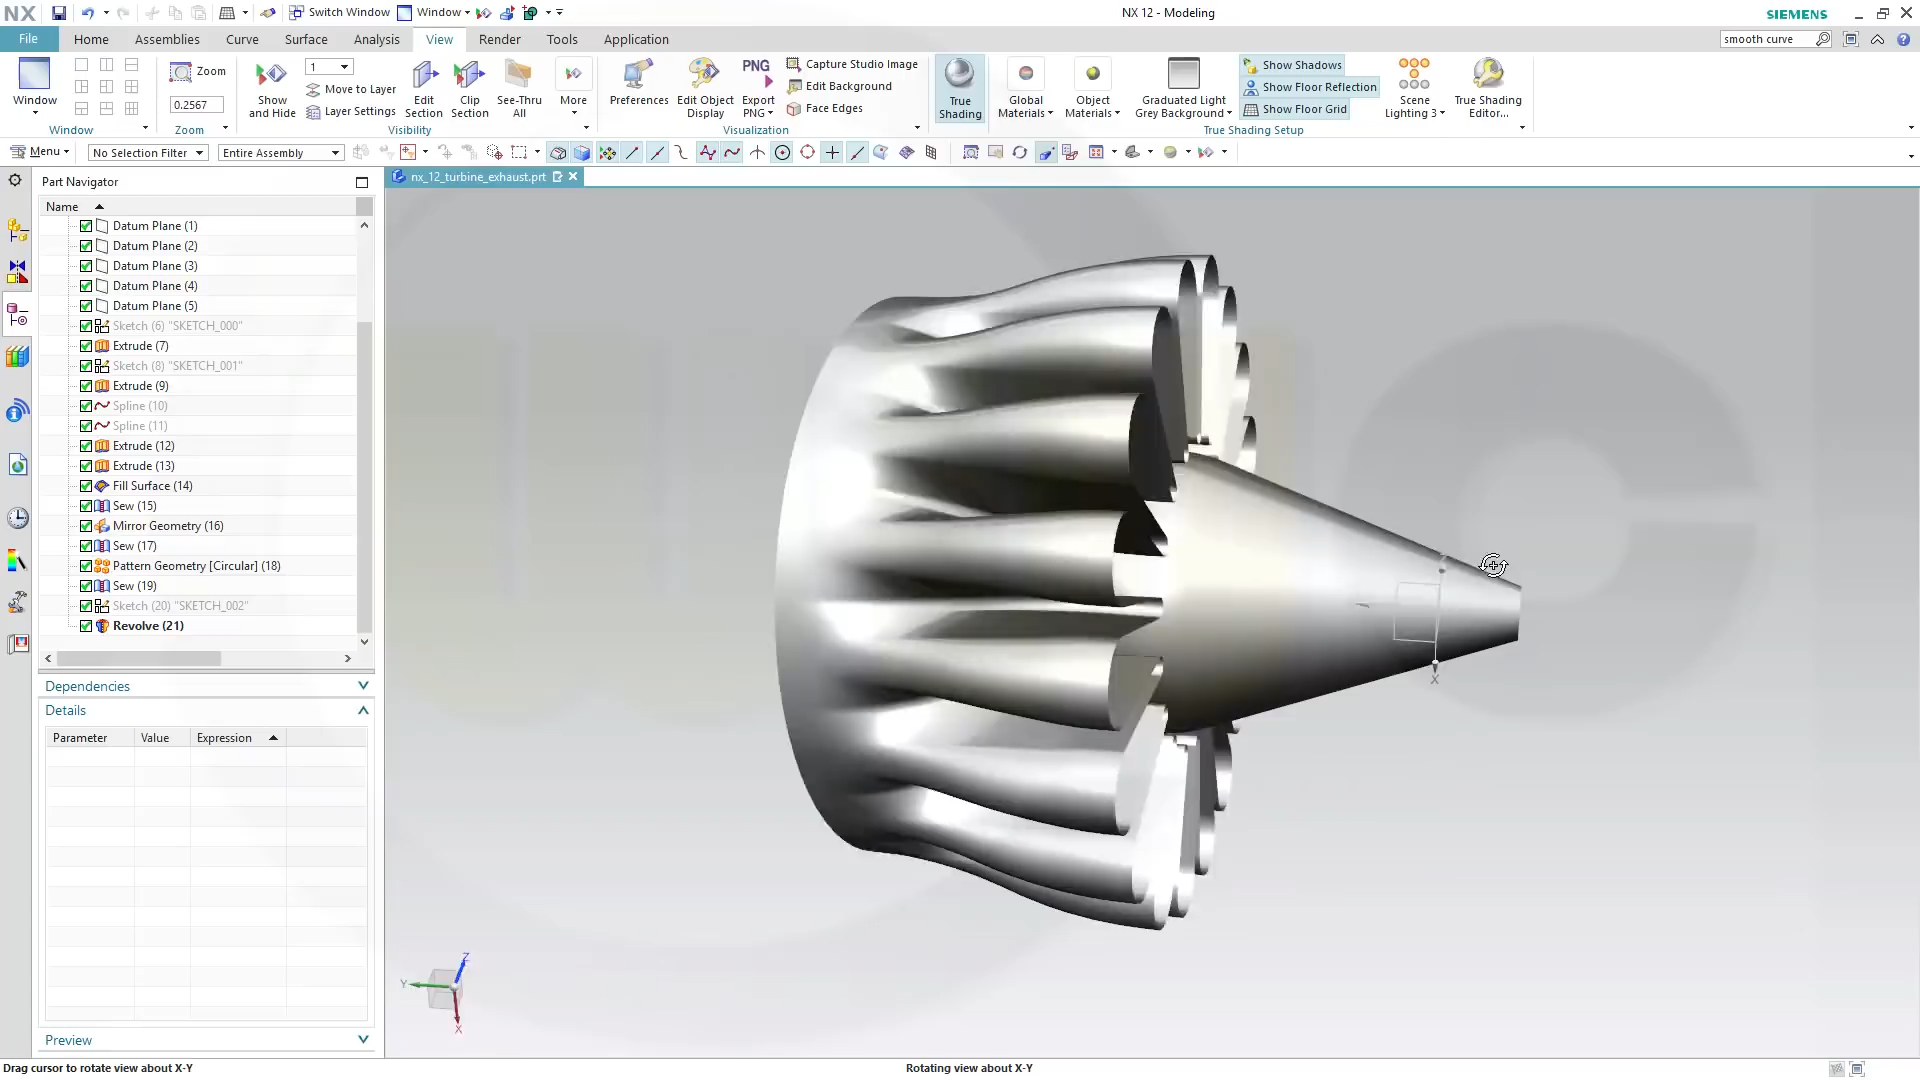 NX
Switch Window
Window
NX 12 - Modeling
SIEMENS
File
Home
Assemblies
Curve
Surface
Analysis
View
Render
Tools
Application
smooth curve
Window
Window
Zoom
0.2567
Zoom
Show
and Hide
1
Move to Layer
Layer Settings
Edit
Section
Clip
Section
See-Thru
All
More
Visibility
Preferences
Edit Object
Display
PNG
Export
PNG
Capture Studio Image
Edit Background
Face Edges
Visualization
True
Shading
Global
Materials
Object
Materials
Graduated Light
Grey Background
Show Shadows
Show Floor Reflection
Show Floor Grid
Scene
Lighting 3
True Shading
Editor...
True Shading Setup
Menu
No Selection Filter
Entire Assembly
Part Navigator
nx_12_turbine_exhaust.prt
Name
Datum Plane (1)
Datum Plane (2)
Datum Plane (3)
Datum Plane (4)
Datum Plane (5)
Sketch (6) "SKETCH_000"
Extrude (7)
Sketch (8) "SKETCH_001"
Extrude (9)
Spline (10)
Spline (11)
Extrude (12)
Extrude (13)
Fill Surface (14)
Sew (15)
Mirror Geometry (16)
Sew (17)
Pattern Geometry [Circular] (18)
Sew (19)
Sketch (20) "SKETCH_002"
Revolve (21)
Dependencies
Details
Parameter
Value
Expression
Preview
X
Z
Y
X
Drag cursor to rotate view about X-Y
Rotating view about X-Y